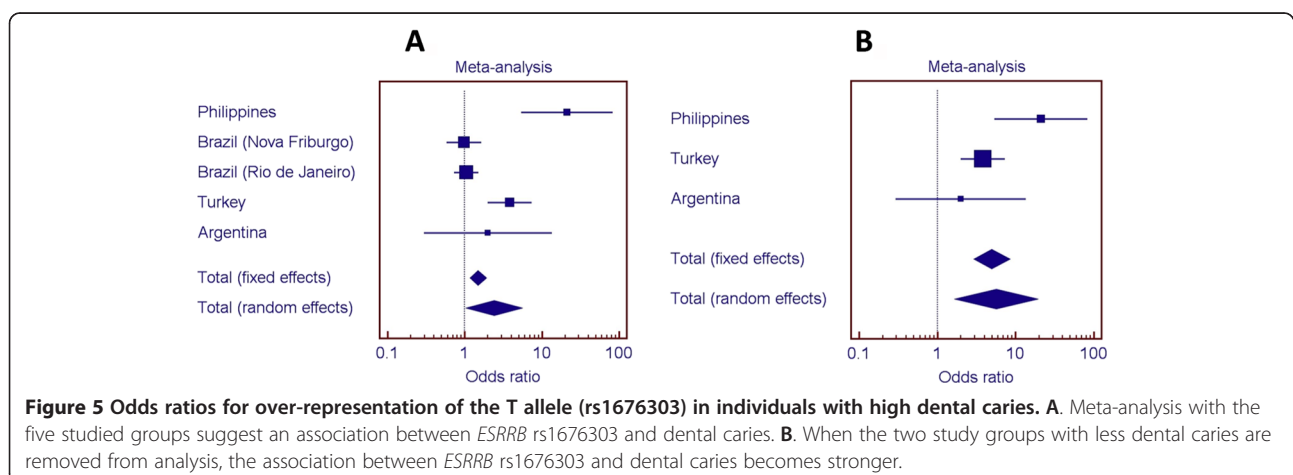 A
Meta-analysis
Philippines
Brazil (Nova Friburgo)
Brazil (Rio de Janeiro)
Turkey
Argentina
Total (fixed effects)
Total (random effects)
0.1 1 10 100
Odds ratio
B
Meta-analysis
Philippines
Turkey
Argentina
Total (fixed effects)
Total (random effects)
0.1 1 10 100
Odds ratio
Figure 5 Odds ratios for over-representation of the T allele (rs1676303) in individuals with high dental caries. A. Meta-analysis with the
five studied groups suggest an association between ESRRB rs1676303 and dental caries. B. When the two study groups with less dental caries are
removed from analysis, the association between ESRRB rs1676303 and dental caries becomes stronger.